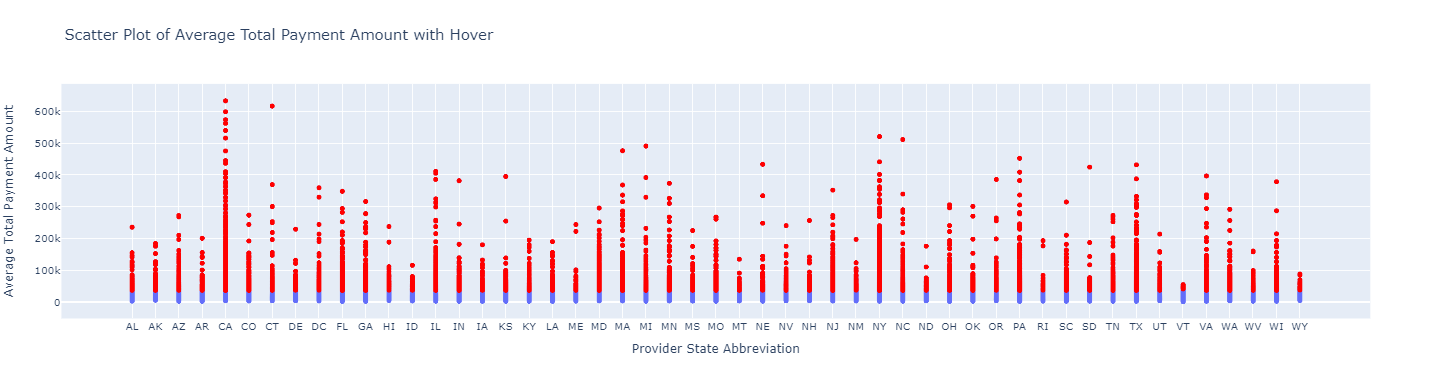 Scatter Plot of Average Total Payment Amount with Hover
Average Total Payment Amount
600k
500k
400k
300k
200k
100k
0
AL AK AZ AR CA CO CT DE DC FL GA HI ID IL IN IA KS KY LA ME MD MA MI MN MS MO MT NE NV NH NJ NM NY NC ND OH OK OR PA RI SC SD TN TX UT VT VA WA WV WI WY
Provider State Abbreviation